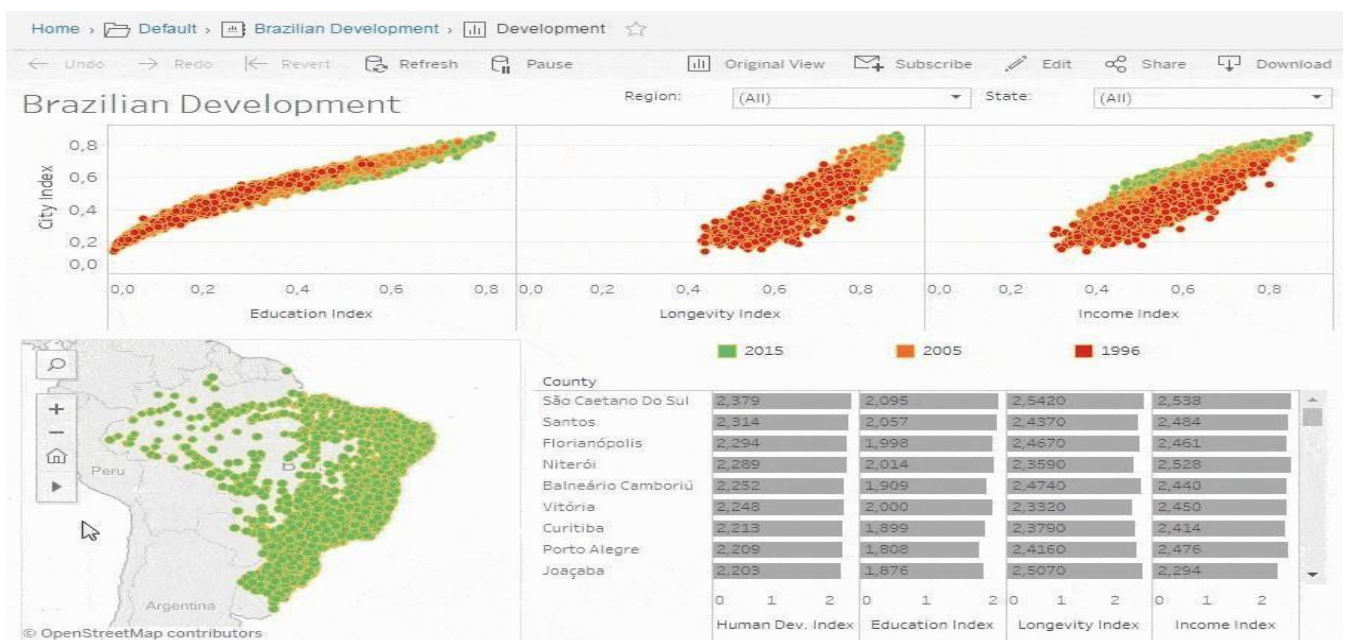 Home › Default › Brazilian Development › Development
← Undo → Redo |← Revert Refresh Pause Original View Subscribe Edit Share Download
Brazilian Development Region: (All) State: (All)
City Index
0,8
0,6
0,4
0,2
0,0
0,0 0,2 0,4 0,6 0,8 0,0 0,2 0,4 0,6 0,8 0,0 0,2 0,4 0,6 0,8
Education Index Longevity Index Income Index
2015 2005 1996
Peru
Argentina
© OpenStreetMap contributors
County
São Caetano Do Sul 2,379 2,095 2,5420 2,538
Santos 2,314 2,057 2,4370 2,484
Florianópolis 2,294 1,998 2,4670 2,461
Niterói 2,289 2,014 2,3590 2,528
Balneário Camboriú 2,252 1,909 2,4740 2,440
Vitória 2,248 2,000 2,3320 2,450
Curitiba 2,213 1,899 2,3790 2,414
Porto Alegre 2,209 1,808 2,4160 2,476
Joaçaba 2,203 1,876 2,5070 2,294
0 1 2 0 1 2 0 1 2 0 1 2
Human Dev. Index Education Index Longevity Index Income Index